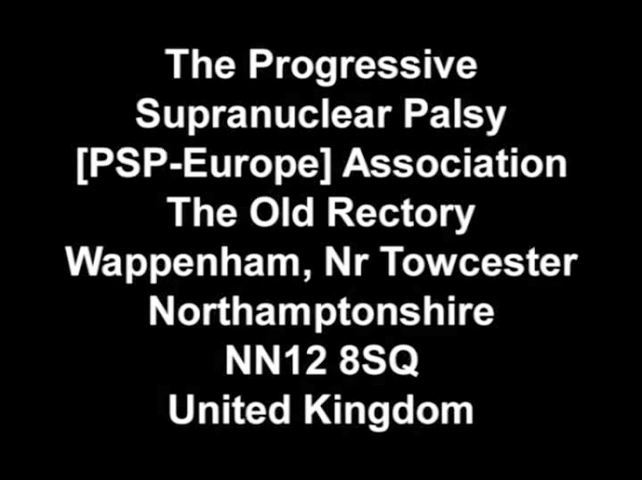 The Progressive
Supranuclear Palsy
[PSP-Europe] Association
The Old Rectory
Wappenham, Nr Towcester
Northamptonshire
NN12 8SQ
United Kingdom